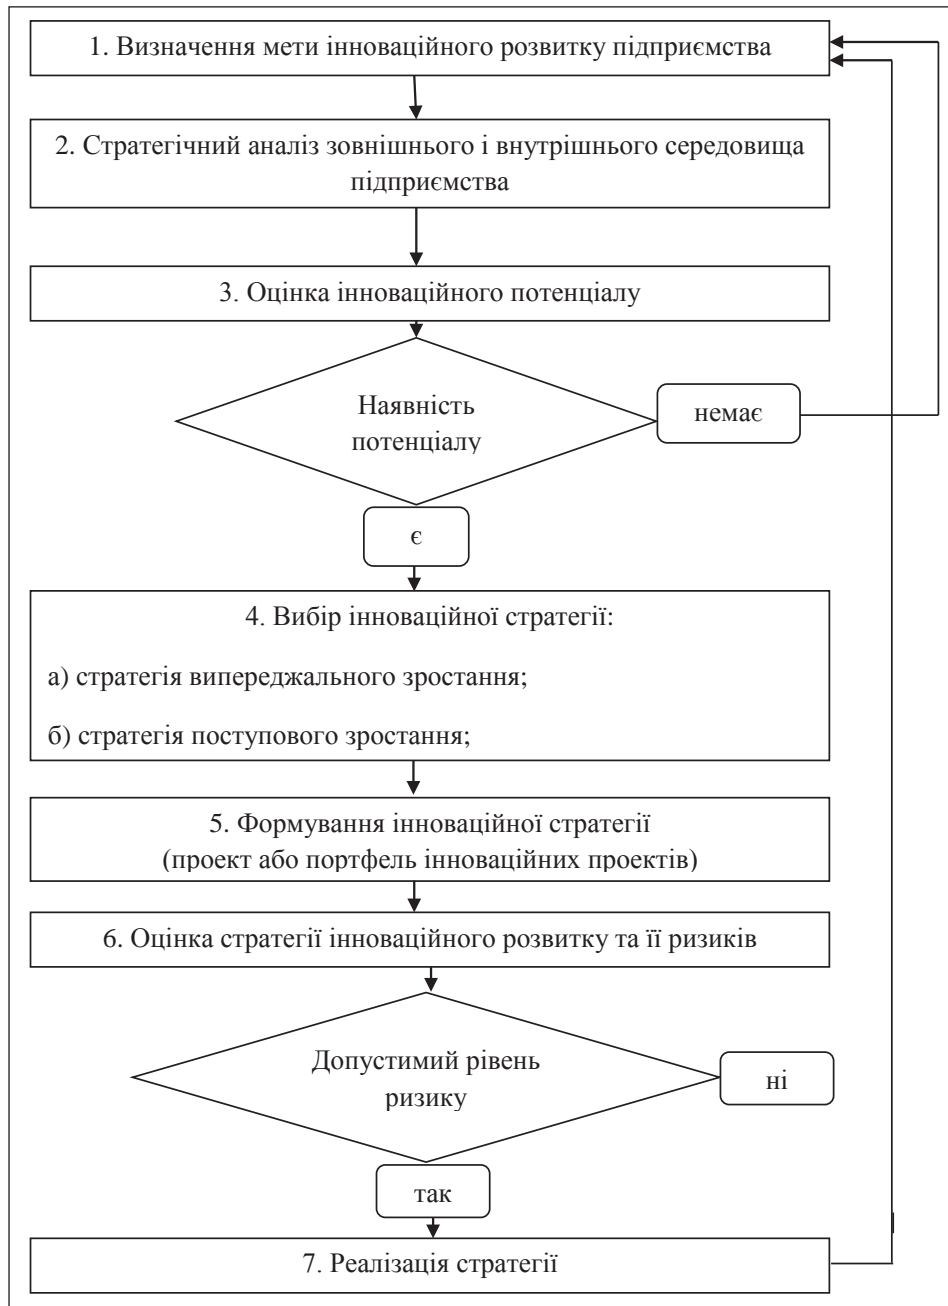 1. Визначення мети інноваційного розвитку підприємства
2. Стратегічний аналіз зовнішнього і внутрішнього середовища
підприємства
3. Оцінка інноваційного потенціалу
Наявність
потенціалу
немає
є
4. Вибір інноваційної стратегії:
а) стратегія випереджального зростання;
б) стратегія поступового зростання;
5. Формування інноваційної стратегії
(проект або портфель інноваційних проектів)
6. Оцінка стратегії інноваційного розвитку та її ризиків
Допустимий рівень
ризику
ні
так
7. Реалізація стратегії